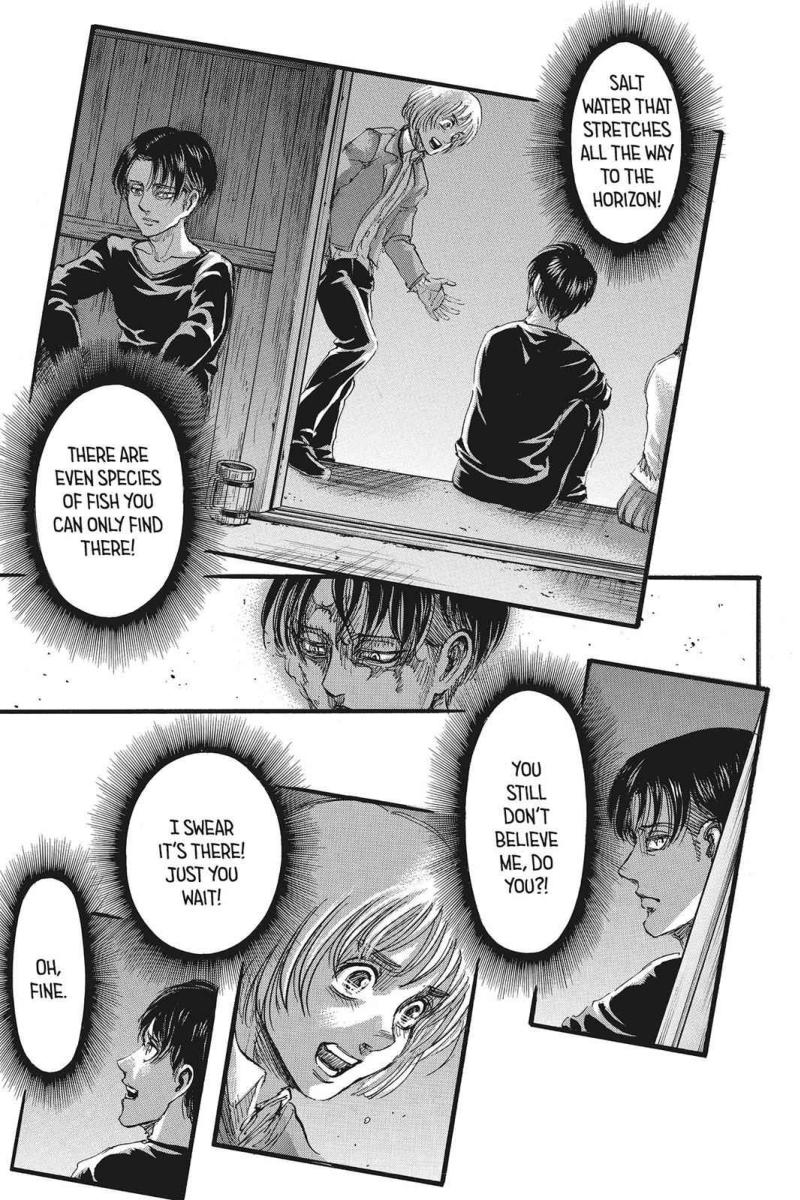 SALT
WATER THAT
STRETCHES
ALL THE WAY
TO THE
HORIZON!
THERE ARE
EVEN SPECIES
OF FISH YOU
CAN ONLY FIND
THERE!
YOU
STILL
DON'T
BELIEVE
ME, DO
YOU?!
I SWEAR
IT'S THERE!
JUST YOU
WAIT!
OH,
FINE.